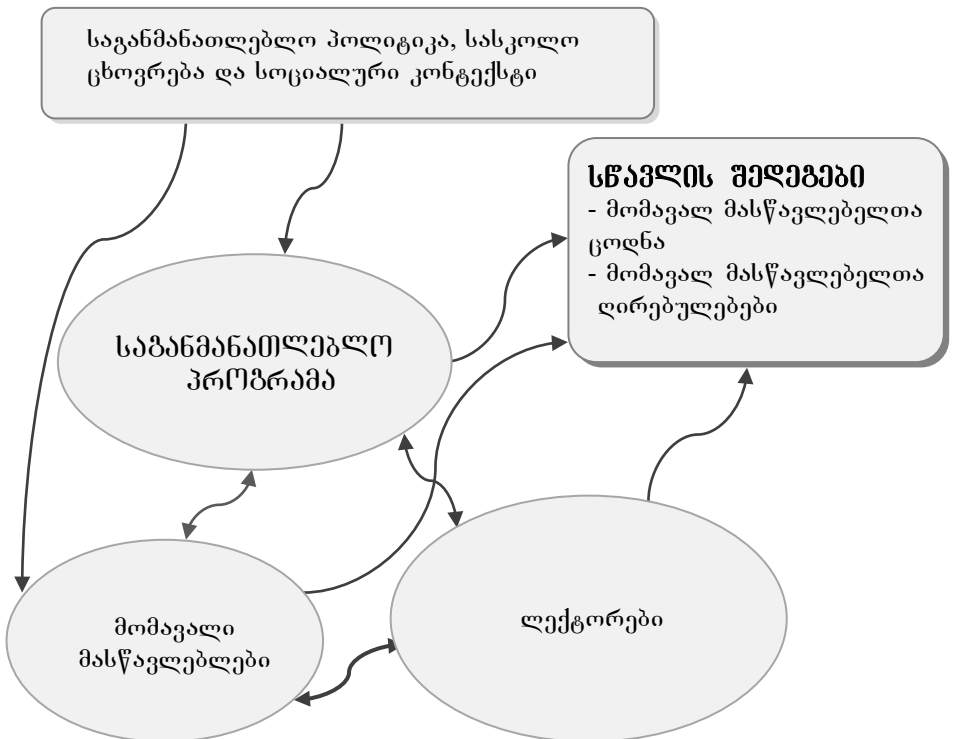 საგანმანათლებლო პოლიტიკა, სასკოლო
ცხოვრება და სოციალური კონტექსტი
სწავლის შედეგები
- მომავალ მასწავლებელთა
ცოდნა
- მომავალ მასწავლებელთა
ღირებულებები
საგანმანათლებლო
პროგრამა
მომავალი
მასწავლებლები
ლექტორები